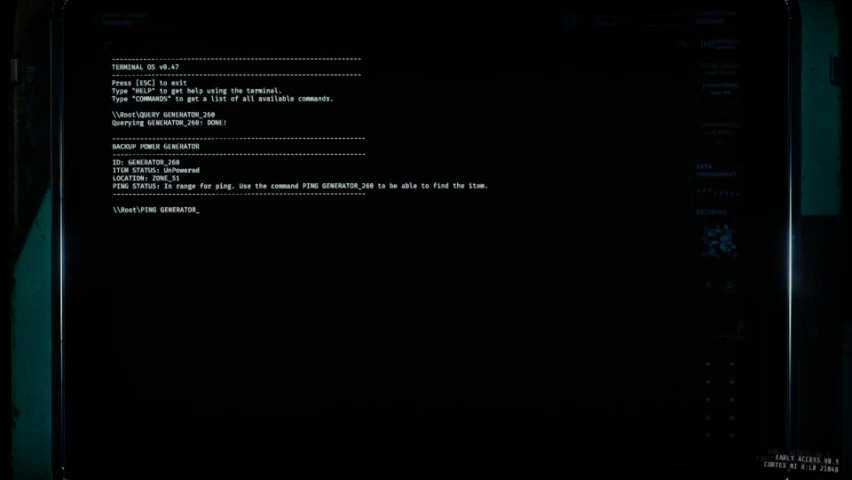 ------------------------------------------------------------
TERMINAL OS v0.47
------------------------------------------------------------
Press [ESC] to exit
Type "HELP" to get help using the terminal.
Type "COMMANDS" to get a list of all available commands.
\\Root\QUERY GENERATOR_260
Querying GENERATOR_260: DONE!
------------------------------------------------------------
BACKUP POWER GENERATOR
------------------------------------------------------------
ID: GENERATOR_260
ITEM STATUS: UnPowered
LOCATION: ZONE_51
PING STATUS: In range for ping. Use the command PING GENERATOR_260 to be able to find the item.
------------------------------------------------------------
\\Root\PING GENERATOR_
EARLY ACCESS V0.5